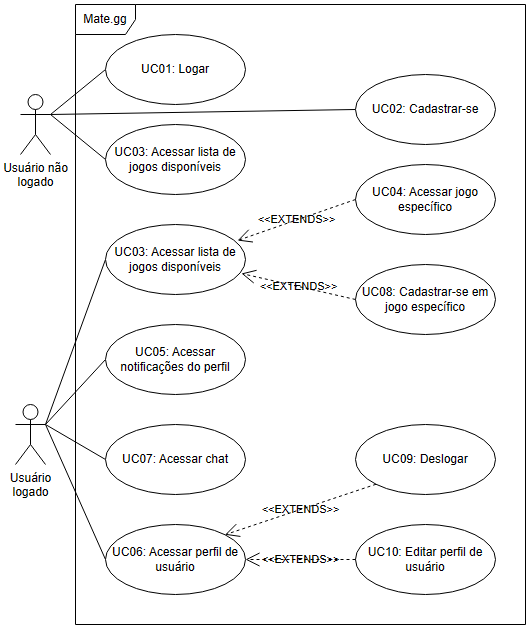 Mate.gg
UC01: Logar
UC02: Cadastrar-se
Usuário não
logado
UC03: Acessar lista de
jogos disponíveis
UC04: Acessar jogo
específico
<<EXTENDS>>
UC03: Acessar lista de
jogos disponíveis
<<EXTENDS>>
UC08: Cadastrar-se em
jogo específico
UC05: Acessar
notificações do perfil
Usuário
logado
UC07: Acessar chat
UC09: Deslogar
<<EXTENDS>>
UC06: Acessar perfil de
usuário
<<EXTENDS>>
UC10: Editar perfil de
usuário